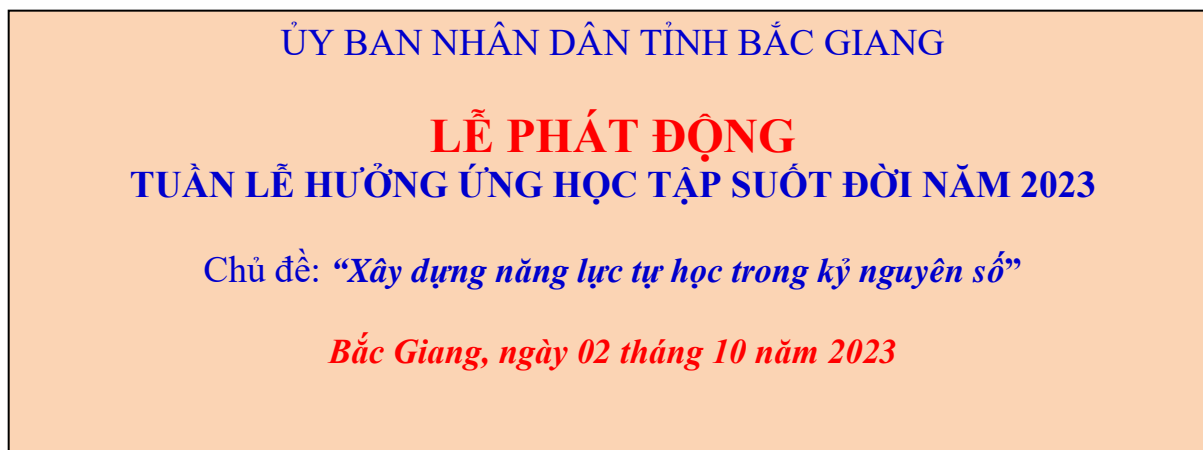 ỦY BAN NHÂN DÂN TỈNH BẮC GIANG
LỄ PHÁT ĐỘNG
TUẦN LỄ HƯỞNG ỨNG HỌC TẬP SUỐT ĐỜI NĂM 2023
Chủ đề: “Xây dựng năng lực tự học trong kỷ nguyên số”
Bắc Giang, ngày 02 tháng 10 năm 2023